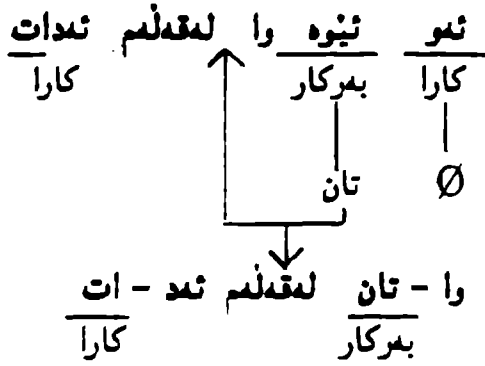 ئەو ئێوە وا لەقەڵەم ئەدات
کارا بەرکار کارا
Ø تان
وا – تان لەقەڵەم ئەد – ات
بەرکار کارا